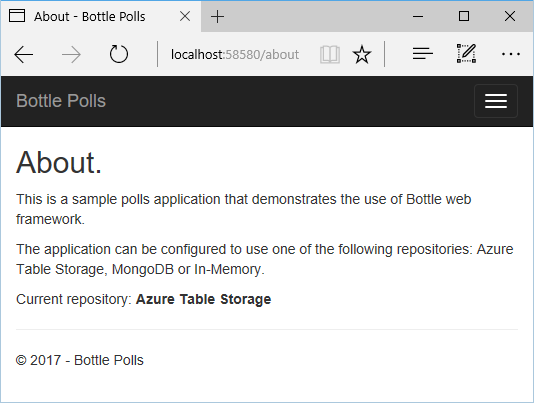 About - Bottle Polls
localhost:58580/about
Bottle Polls
About.
This is a sample polls application that demonstrates the use of Bottle web
framework.
The application can be configured to use one of the following repositories: Azure
Table Storage, MongoDB or In-Memory.
Current repository: Azure Table Storage
© 2017 - Bottle Polls